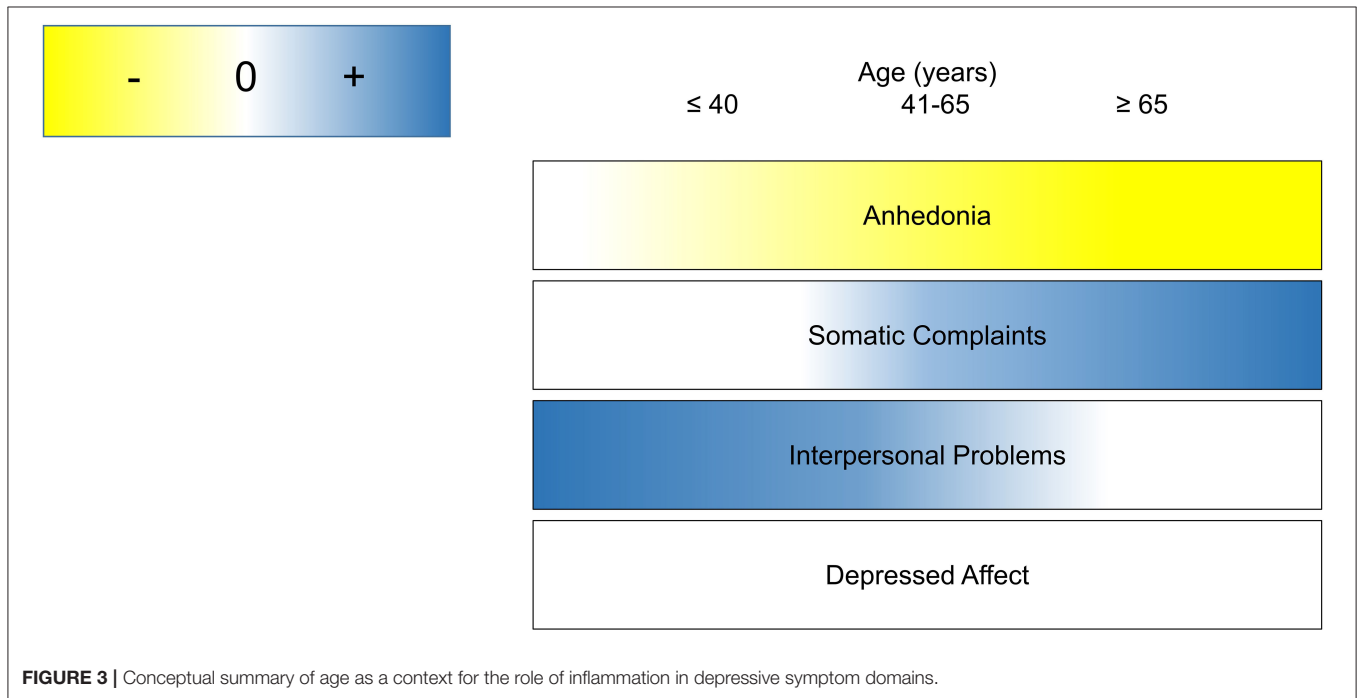 - 0 +
Age (years)
≤ 40 41-65 ≥ 65
Anhedonia
Somatic Complaints
Interpersonal Problems
Depressed Affect
FIGURE 3 | Conceptual summary of age as a context for the role of inflammation in depressive symptom domains.